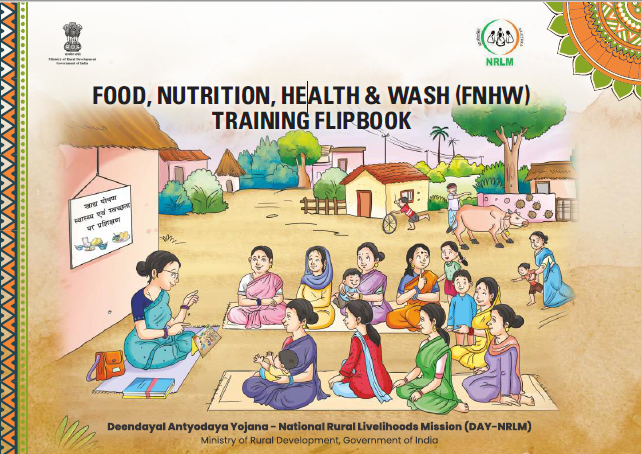 Ministry of Rural Development
Government of India
NRLM
FOOD, NUTRITION, HEALTH & WASH (FNHW)
TRAINING FLIPBOOK
खाद्य पोषण
स्वास्थ्य एवं स्वच्छता
पर प्रशिक्षण
Deendayal Antyodaya Yojana - National Rural Livelihoods Mission (DAY-NRLM)
Ministry of Rural Development, Government of India